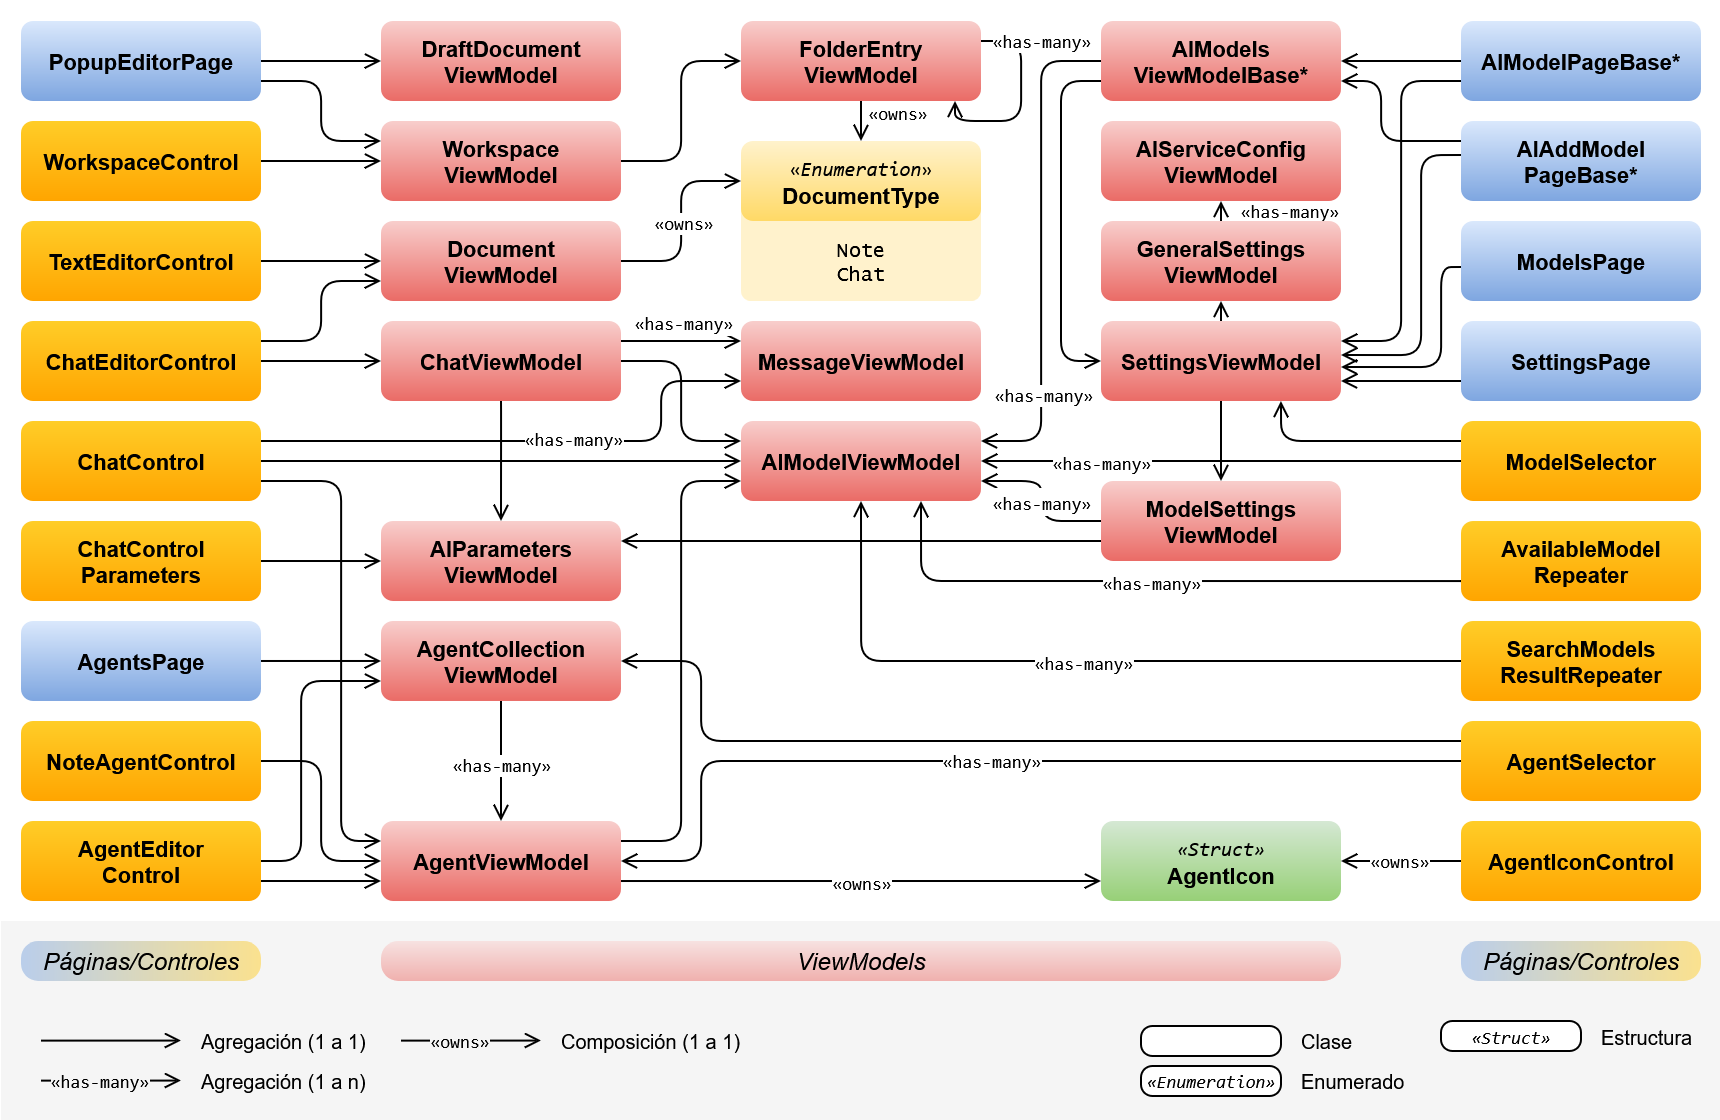 PopupEditorPage
DraftDocument
ViewModel
FolderEntry
ViewModel
«has-many»
AIModels
ViewModelBase*
AIModelPageBase*
«owns»
WorkspaceControl
Workspace
ViewModel
«Enumeration»
DocumentType
Note
Chat
AIServiceConfig
ViewModel
AIAddModel
PageBase*
«has-many»
TextEditorControl
Document
ViewModel
«owns»
GeneralSettings
ViewModel
ModelsPage
ChatEditorControl
ChatViewModel
«has-many»
MessageViewModel
SettingsViewModel
SettingsPage
«has-many»
ChatControl
«has-many»
AIModelViewModel
«has-many»
ModelSelector
«has-many»
ChatControl
Parameters
AIParameters
ViewModel
ModelSettings
ViewModel
AvailableModel
Repeater
«has-many»
AgentsPage
AgentCollection
ViewModel
«has-many»
SearchModels
ResultRepeater
NoteAgentControl
«has-many»
«has-many»
AgentSelector
AgentEditor
Control
AgentViewModel
«owns»
«Struct»
AgentIcon
«owns»
AgentIconControl
Páginas/Controles
ViewModels
Páginas/Controles
Agregación (1 a 1)
«owns»
Composición (1 a 1)
Clase
«Struct»
Estructura
«has-many»
Agregación (1 a n)
«Enumeration»
Enumerado